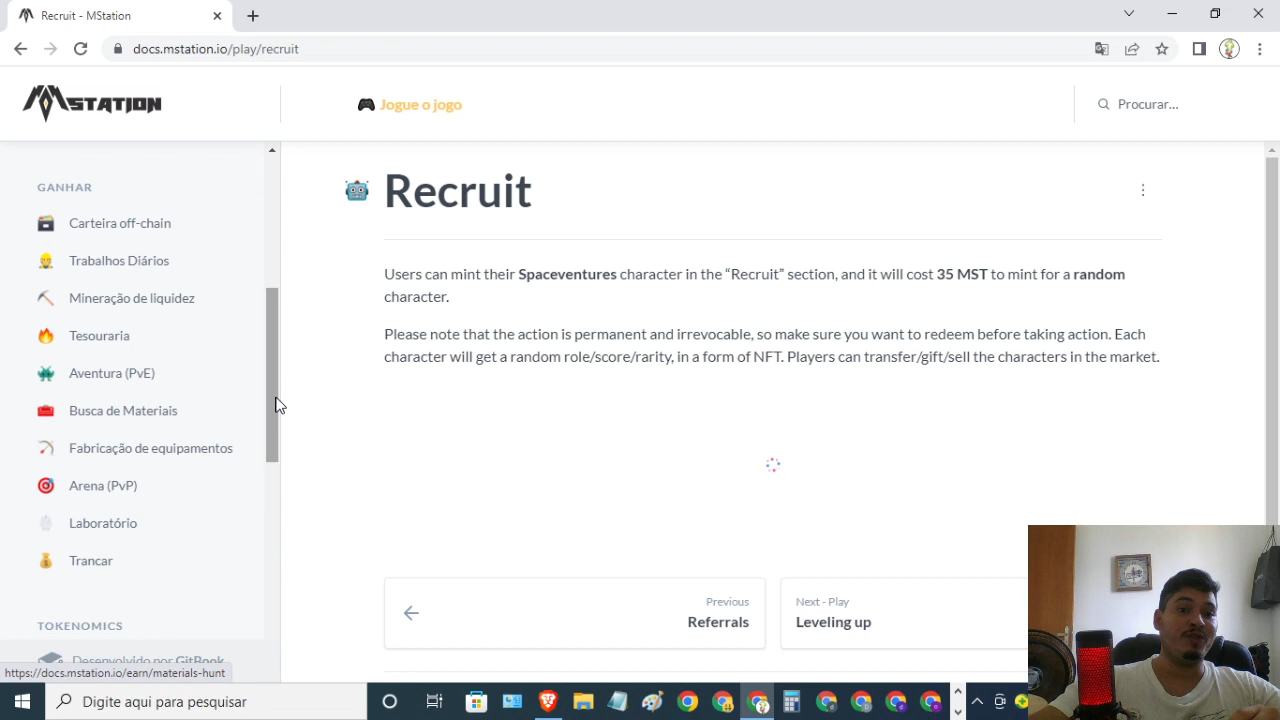 Recruit - MStation
docs.mstation.io/play/recruit
MSTATION
Jogue o jogo
Procurar...
GANHAR
Carteira off-chain
Trabalhos Diários
Mineração de liquidez
Tesouraria
Aventura (PvE)
Busca de Materiais
Fabricação de equipamentos
Arena (PvP)
Laboratório
Trancar
TOKENOMICS
Desenvolvido por GitBook
https://docs.mstation.io/earn/materials-hunt
Recruit
Users can mint their Spaceventures character in the “Recruit” section, and it will cost 35 MST to mint for a random
character.
Please note that the action is permanent and irrevocable, so make sure you want to redeem before taking action. Each
character will get a random role/score/rarity, in a form of NFT. Players can transfer/gift/sell the characters in the market.
Previous
Referrals
Next - Play
Leveling up
Digite aqui para pesquisar